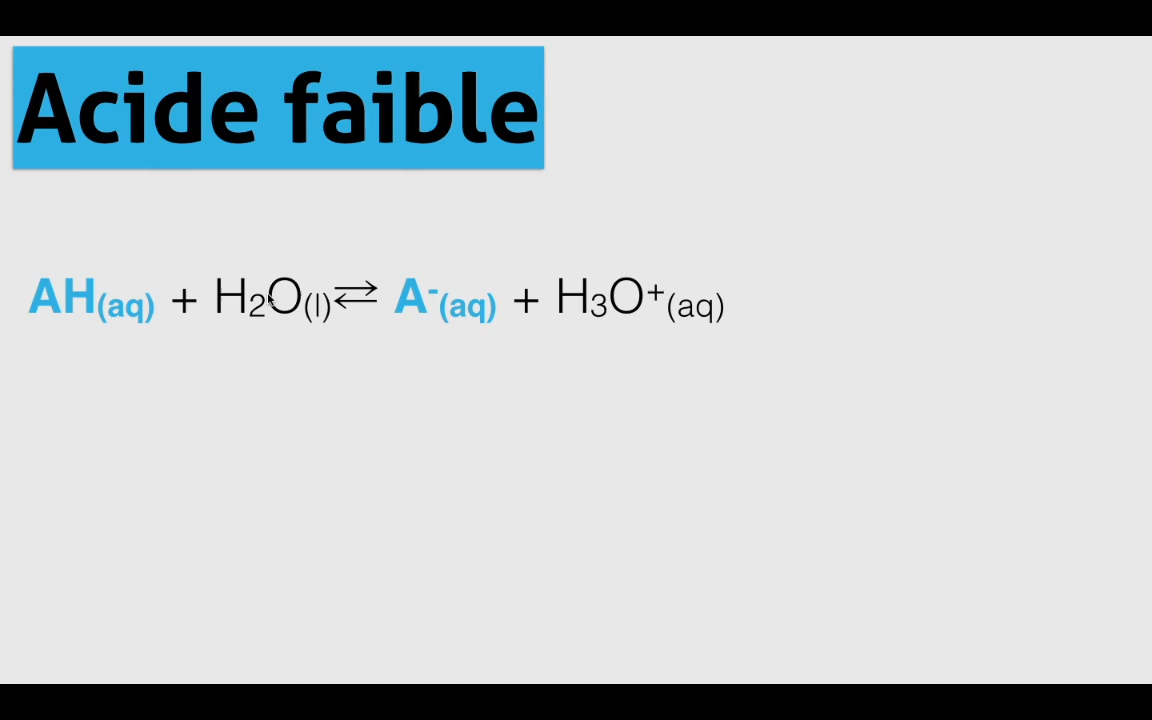 Acide faible
AH(aq) + H2O(l)⇄ A-(aq) + H3O+(aq)